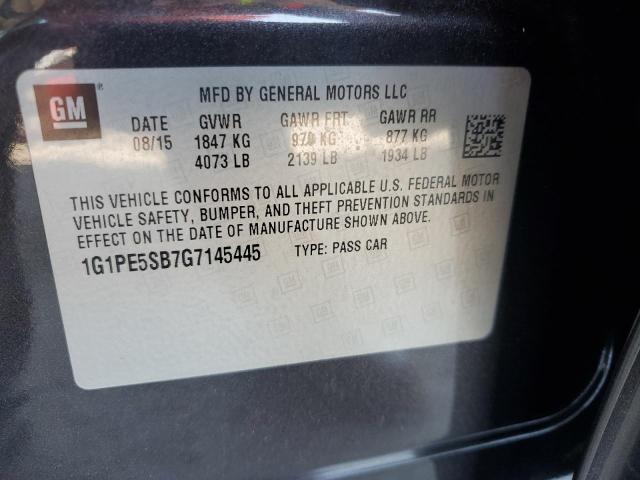 GM ®
MFD BY GENERAL MOTORS LLC
DATE GVWR GAWR FRT GAWR RR
08/15 1847 KG 970 KG 877 KG
4073 LB 2139 LB 1934 LB
THIS VEHICLE CONFORMS TO ALL APPLICABLE U.S. FEDERAL MOTOR
VEHICLE SAFETY, BUMPER, AND THEFT PREVENTION STANDARDS IN
EFFECT ON THE DATE OF MANUFACTURE SHOWN ABOVE.
1G1PE5SB7G7145445 TYPE: PASS CAR